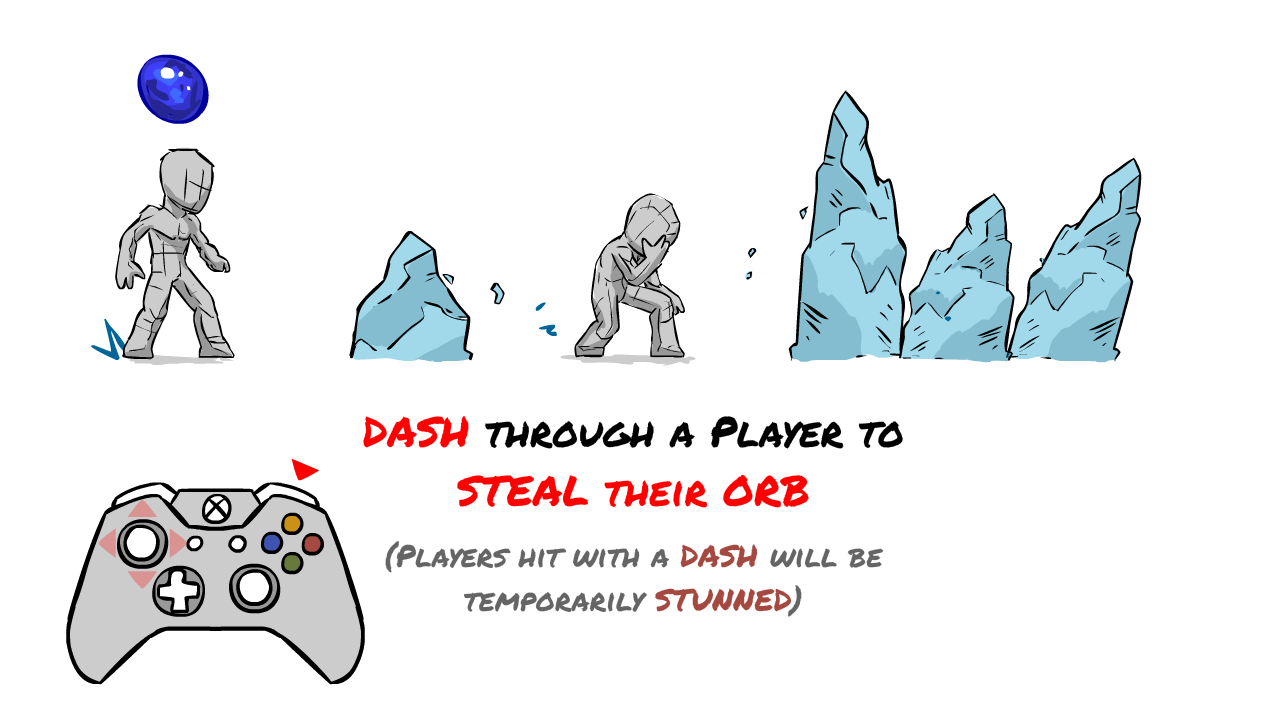 DASH THROUGH A PLAYER TO
STEAL THEIR ORB
(PLAYERS HIT WITH A DASH WILL BE
TEMPORARILY STUNNED)